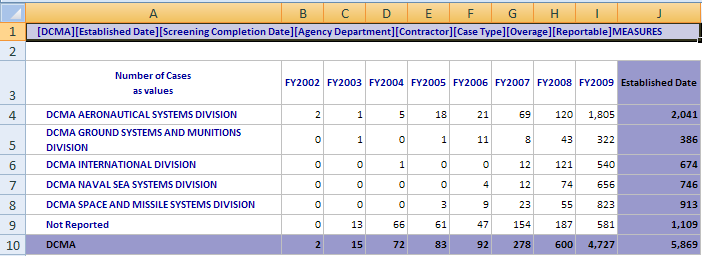 A B C D E F G H I J
1 [DCMA][Established Date][Screening Completion Date][Agency Department][Contractor][Case Type][Overage][Reportable]MEASURES
2
Number of Cases
as values
3 FY2002 FY2003 FY2004 FY2005 FY2006 FY2007 FY2008 FY2009 Established Date
4 DCMA AERONAUTICAL SYSTEMS DIVISION 2 1 5 18 21 69 120 1,805 2,041
DCMA GROUND SYSTEMS AND MUNITIONS
5 DIVISION 0 1 0 1 11 8 43 322 386
6 DCMA INTERNATIONAL DIVISION 0 0 1 0 0 12 121 540 674
7 DCMA NAVAL SEA SYSTEMS DIVISION 0 0 0 0 4 12 74 656 746
8 DCMA SPACE AND MISSILE SYSTEMS DIVISION 0 0 0 3 9 23 55 823 913
9 Not Reported 0 13 66 61 47 154 187 581 1,109
10 DCMA 2 15 72 83 92 278 600 4,727 5,869